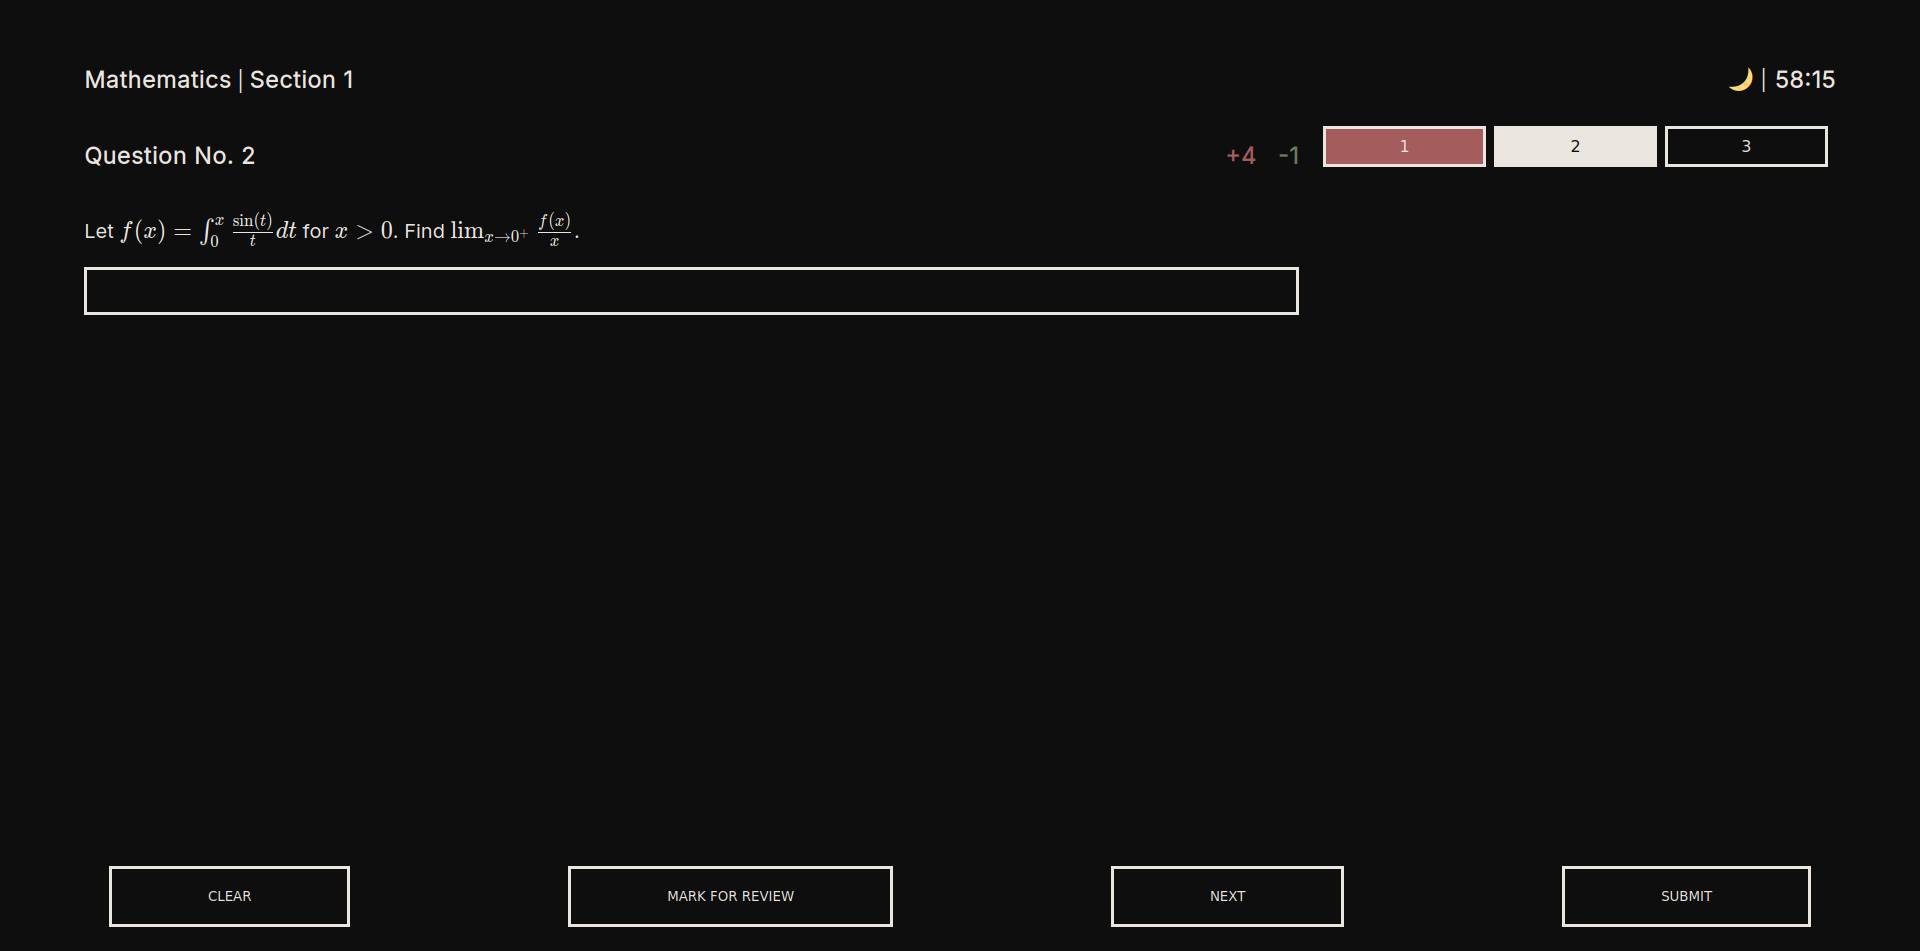 Mathematics | Section 1
🌙 | 58:15
Question No. 2
+4 -1
1 2 3
Let $f(x) = \int_0^x \frac{\sin(t)}{t} dt$ for $x > 0$. Find $\lim_{x \to 0^+} \frac{f(x)}{x}$.
CLEAR
MARK FOR REVIEW
NEXT
SUBMIT